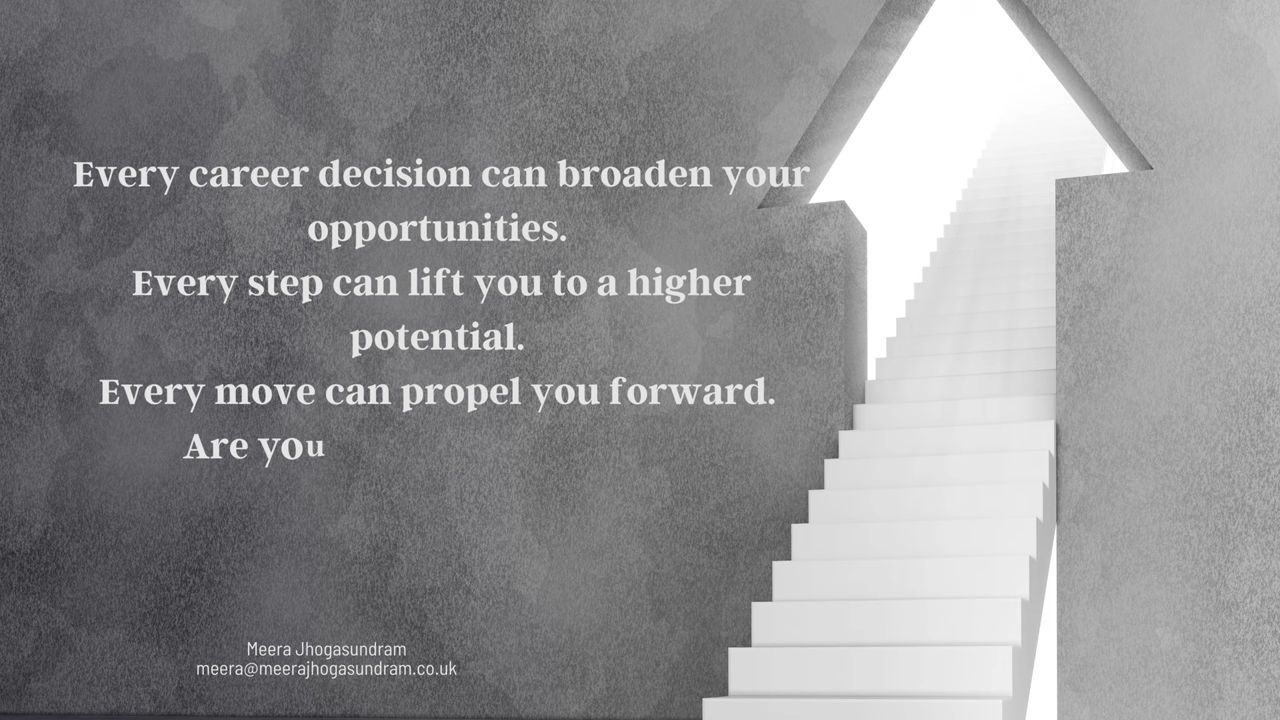 Every career decision can broaden your
opportunities.
Every step can lift you to a higher
potential.
Every move can propel you forward.
Are you
Meera Jhogasundram
meera@meerajhogasundram.co.uk